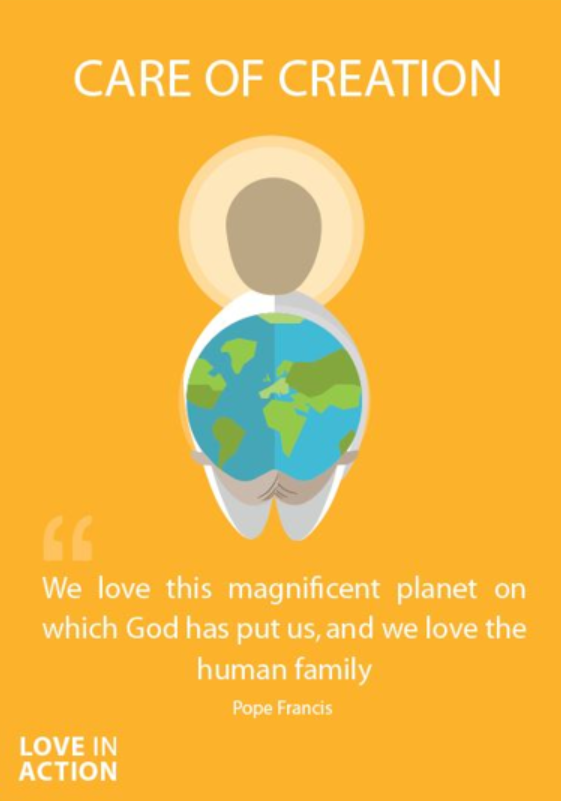 CARE OF CREATION
“
We love this magnificent planet on
which God has put us, and we love the
human family
Pope Francis
LOVE IN
ACTION